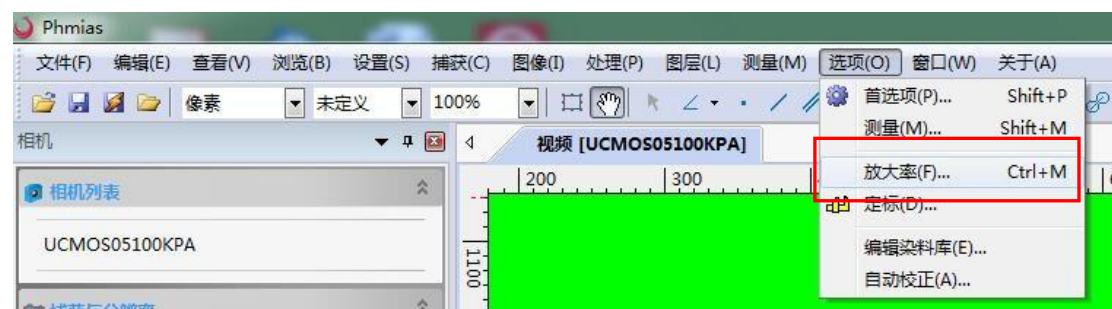 Phmias
文件(F) 编辑(E) 查看(V) 浏览(B) 设置(S) 捕获(C) 图像(I) 处理(P) 图层(L) 测量(M) 选项(O) 窗口(W) 关于(A)
像素 未定义 100%
首选项(P)... Shift+P
测量(M)... Shift+M
放大率(F)... Ctrl+M
定标(D)...
编辑染料库(E)...
自动校正(A)...
相机
视频 [UCMOS05100KPA]
200 300
相机列表
UCMOS05100KPA
1100